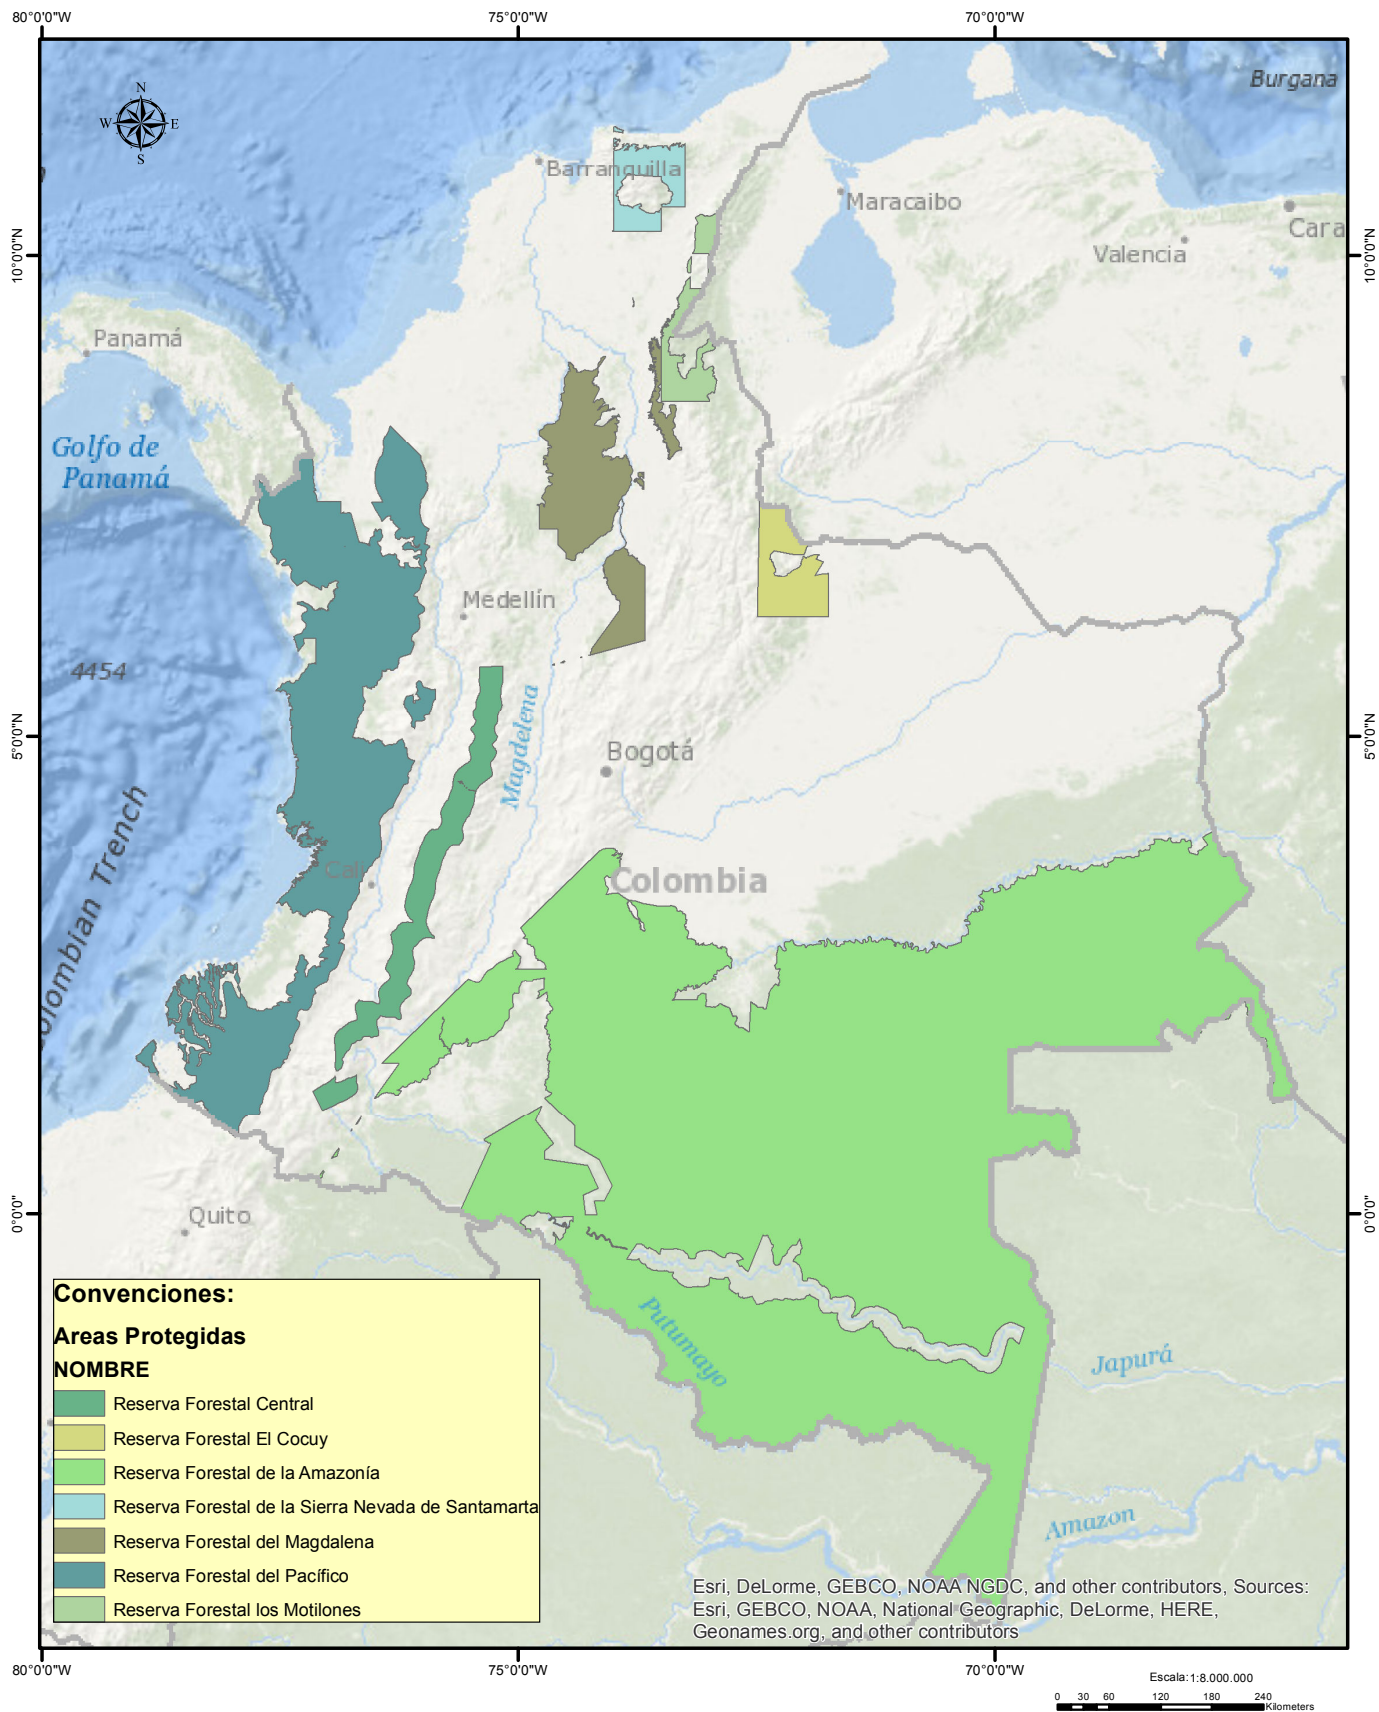 80°0'0"W
75°0'0"W
70°0'0"W
Burgana
N
W
E
S
Barranquilla
Maracaibo
Cara
Valencia
10°0'0"N
10°0'0"N
Panamá
Golfo de
Panamá
Medellín
4454
Magdelena
5°0'0"N
5°0'0"N
Bogotá
Colombia
Cali
olombian Trench
Quito
0°0'0"
0°0'0"
Putumayo
Japurá
Amazon
Convenciones:
Areas Protegidas
NOMBRE
Reserva Forestal Central
Reserva Forestal El Cocuy
Reserva Forestal de la Amazonía
Reserva Forestal de la Sierra Nevada de Santamarta
Reserva Forestal del Magdalena
Reserva Forestal del Pacífico
Reserva Forestal los Motilones
Esri, DeLorme, GEBCO, NOAA NGDC, and other contributors, Sources:
Esri, GEBCO, NOAA, National Geographic, DeLorme, HERE,
Geonames.org, and other contributors
80°0'0"W
75°0'0"W
70°0'0"W
Escala:1:8.000.000
0 30 60 120 180 240
Kilometers